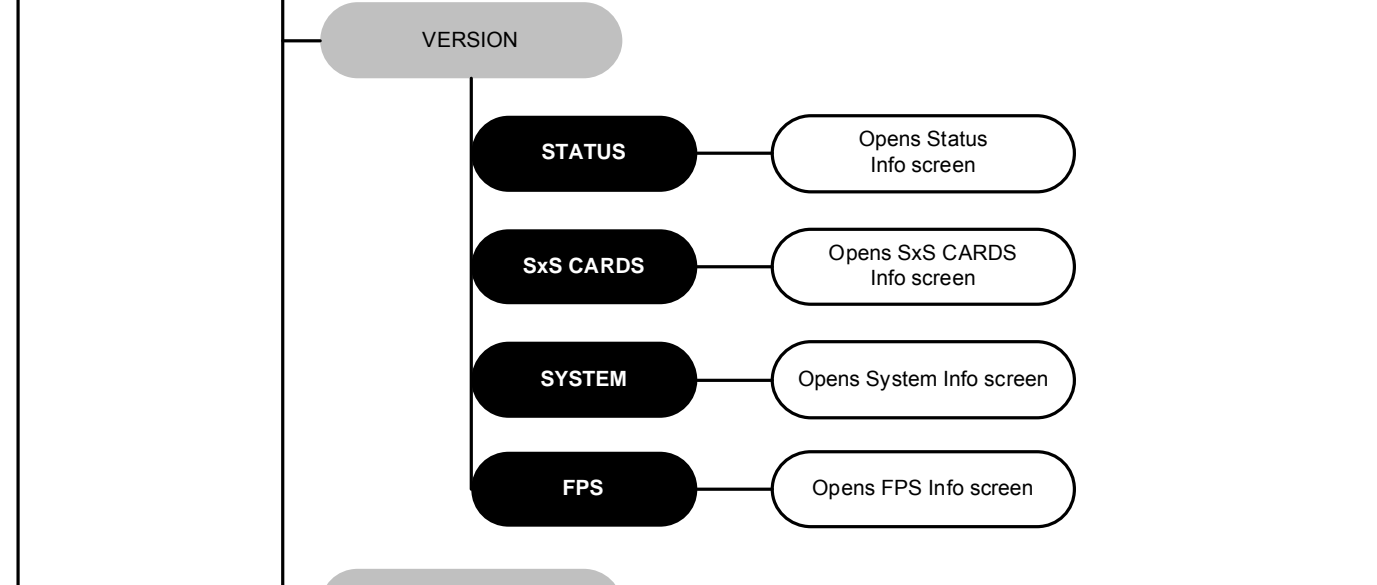 VERSION
STATUS
Opens Status
Info screen
SxS CARDS
Opens SxS CARDS
Info screen
SYSTEM
Opens System Info screen
FPS
Opens FPS Info screen